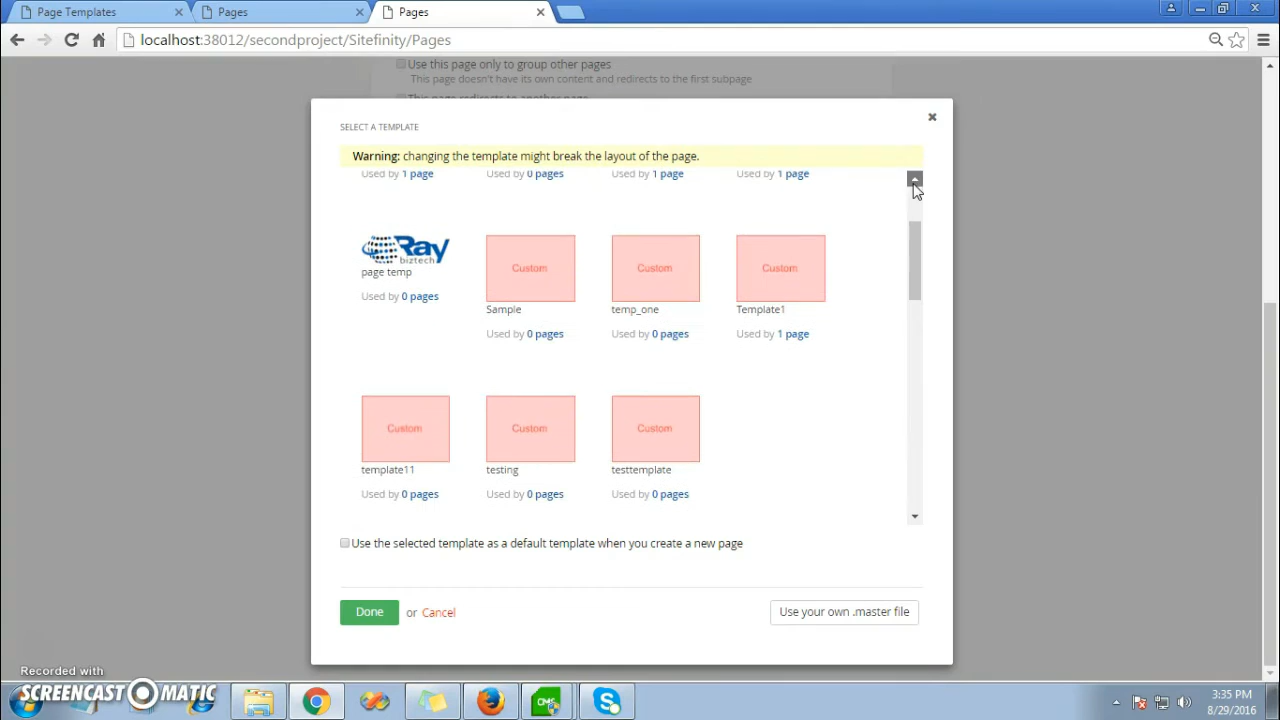 Page Templates
Pages
Pages
localhost:38012/secondproject/Sitefinity/Pages
Use this page only to group other pages
This page doesn't have its own content and redirects to the first subpage
This page redirects to another page
SELECT A TEMPLATE
Warning: changing the template might break the layout of the page.
Used by 1 page
Used by 0 pages
Used by 1 page
Used by 1 page
Ray
biztech
Custom
Custom
Custom
page temp
Sample
temp_one
Template1
Used by 0 pages
Used by 0 pages
Used by 0 pages
Used by 1 page
Custom
Custom
Custom
template11
testing
testtemplate
Used by 0 pages
Used by 0 pages
Used by 0 pages
Use the selected template as a default template when you create a new page
Done or Cancel
Use your own .master file
Recorded with
SCREENCAST MATIC
CMS
3:35 PM
8/29/2016